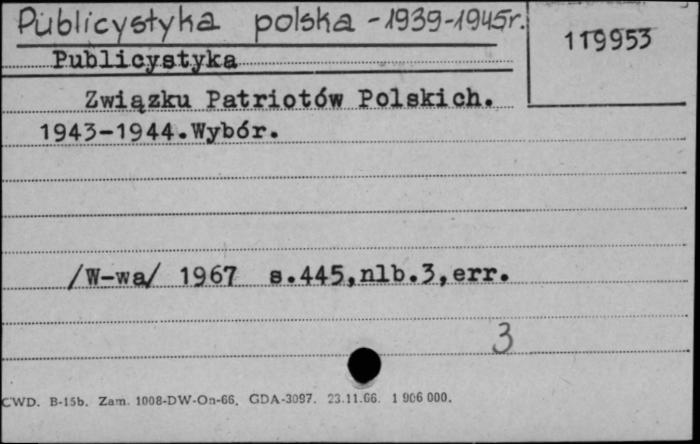 Publicystyka polska - 1939-1945r.
119953
Publicystyka
Związku Patriotów Polskich.
1943-1944.Wybór.
/W-wa/ 1967 s.445,nlb.3,err.
3
CWD. B-15b. Zam. 1008-DW-On-66. GDA-3097. 23.11.66. 1 906 000.